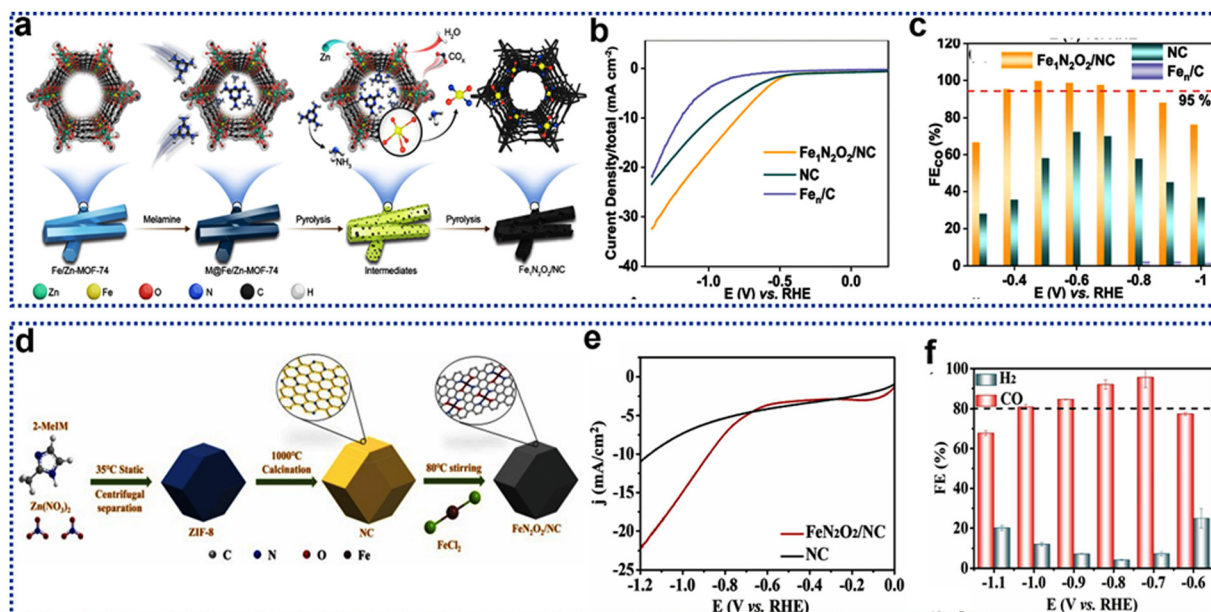 a
Zn
H₂O
COₓ
NH₃
Melamine
Pyrolysis
Pyrolysis
Fe/Zn-MOF-74
M@Fe/Zn-MOF-74
Intermediates
Fe₁N₂O₂/NC
Zn Fe O N C H
b
Curent Density/total (mA cm⁻²)
0
-10
-20
-30
-40
Fe₁N₂O₂/NC
NC
Feₙ/C
-1.0 -0.5 0.0
E (V) vs. RHE
c
FE_CO (%)
100
80
60
40
20
0
Fe₁N₂O₂/NC
NC
Feₙ/C
95 %
-0.4 -0.6 -0.8 -1
E (V) vs. RHE
d
2-MeIM
Zn(NO₃)₂
35℃ Static
Centrifugal
separation
ZIF-8
1000℃
Calcination
NC
80℃ stirring
FeCl₂
FeN₂O₂/NC
C N O Fe
e
j (mA/cm²)
0
-5
-10
-15
-20
-25
FeN₂O₂/NC
NC
-1.2 -1.0 -0.8 -0.6 -0.4 -0.2 0.0
E (V vs. RHE)
f
FE (%)
100
80
60
40
20
0
H₂
CO
-1.1 -1.0 -0.9 -0.8 -0.7 -0.6
E (V vs. RHE)